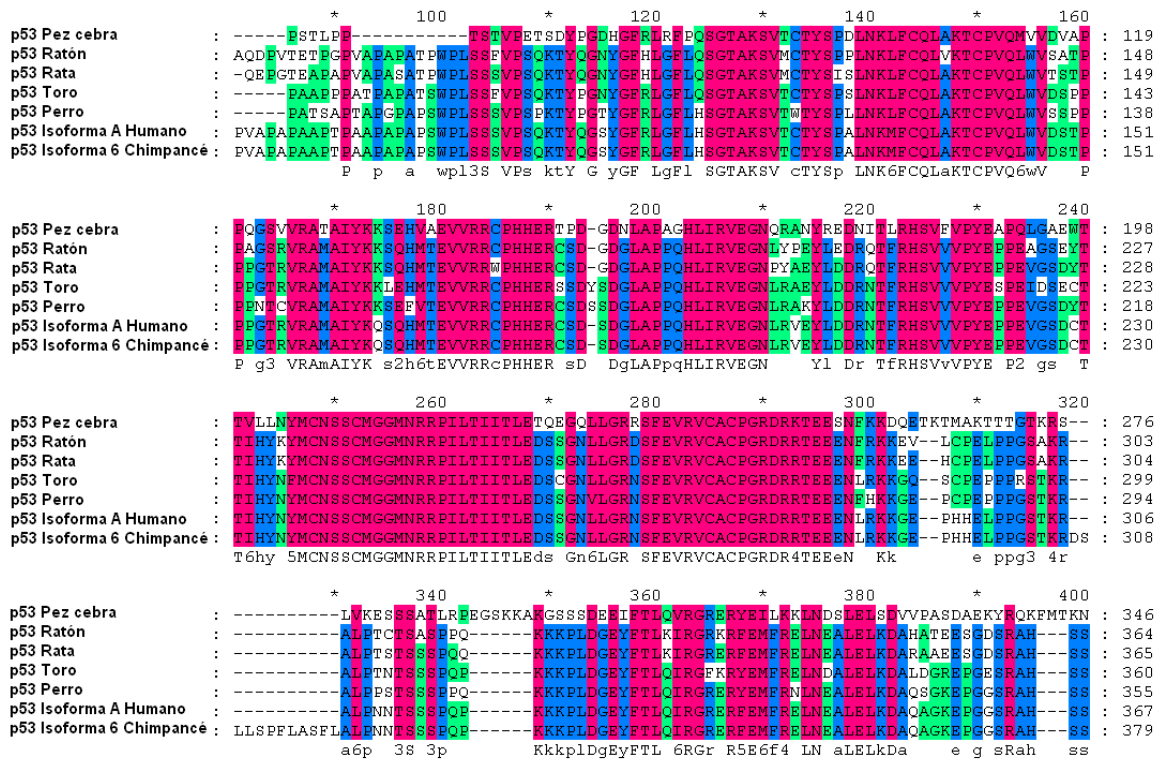 * 100 * 120 * 140 * 160
p53 Pez cebra : -----PSTLPP-----------TSTVPETSDYPGDHGFRLRFPQSGTAKSVTCTYSPDLNKLFCQLAKTCPVQMVVDVAP : 119
p53 Ratón : AQDPVTETPGPVAPAPATPWPLSSFVPSQKTYQGNYGFHLGFLQSGTAKSVMCTYSPPLNKLFCQLVKTCPVQLWVSATP : 148
p53 Rata : -QEPGTEAPAPVAPASATPWPLSSSVPSQKTYQGNYGFHLGFLQSGTAKSVMCTYSISLNKLFCQLAKTCPVQLWVTSTP : 149
p53 Toro : -----PAAPPPATPAPATSWPLSSFVPSQKTYPGNYGFRLGFLQSGTAKSVTCTYSPSLNKLFCQLAKTCPVQLWVDSPP : 143
p53 Perro : -----PATSAPTAPGPAPSWPLSSSVPSPKTYPGTYGFRLGFLHSGTAKSVTWTYSPLLNKLFCQLAKTCPVQLWVSSPP : 138
p53 Isoforma A Humano : PVAPAPAAPTPAAPAPAPSWPLSSSVPSQKTYQGSYGFRLGFLHSGTAKSVTCTYSPALNKMFCQLAKTCPVQLWVDSTP : 151
p53 Isoforma 6 Chimpancé : PVAPAPAAPTPAAPAPAPSWPLSSSVPSQKTYQGSYGFRLGFLHSGTAKSVTCTYSPALNKMFCQLAKTCPVQLWVDSTP : 151
P p a wpl3S VPs ktY G yGF LgFl SGTAKSV cTYSp LNK6FCQLaKTCPVQ6wV P
* 180 * 200 * 220 * 240
p53 Pez cebra : PQGSVVRATAIYKKSEHVAEVVRRCPHHERTPD-GDNLAPAGHLIRVEGNQRANYREDNITLRHSVFVPYEAPQLGAEWT : 198
p53 Ratón : PAGSRVRAMAIYKKSQHMTEVVRRCPHHERCSD-GDGLAPPQHLIRVEGNLYPEYLEDRQTFRHSVVVPYEPPEAGSEYT : 227
p53 Rata : PPGTRVRAMAIYKKSQHMTEVVRRWPHHERCSD-GDGLAPPQHLIRVEGNPYAEYLDDRQTFRHSVVVPYEPPEVGSDYT : 228
p53 Toro : PPGTRVRAMAIYKKLEHMTEVVRRCPHHERSSDYSDGLAPPQHLIRVEGNLRAEYLDDRNTFRHSVVVPYESPEIDSECT : 223
p53 Perro : PPNTCVRAMAIYKKSEFVTEVVRRCPHHERCSDSSDGLAPPQHLIRVEGNLRAKYLDDRNTFRHSVVVPYEPPEVGSDYT : 218
p53 Isoforma A Humano : PPGTRVRAMAIYKQSQHMTEVVRRCPHHERCSD-SDGLAPPQHLIRVEGNLRVEYLDDRNTFRHSVVVPYEPPEVGSDCT : 230
p53 Isoforma 6 Chimpancé : PPGTRVRAMAIYKQSQHMTEVVRRCPHHERCSD-SDGLAPPQHLIRVEGNLRVEYLDDRNTFRHSVVVPYEPPEVGSDCT : 230
P g3 VRAmAIYK s2h6tEVVRRcPHHER sD DgLAPpqHLIRVEGN Yl Dr TfRHSVvVPYEpP2 gs T
* 260 * 280 * 300 * 320
p53 Pez cebra : TVLLNYMCNSSCMGGMNRRPILTIITLETQEGQLLGRRSFEVRVCACPGRDRKTEESNFKKDQETKTMAKTTTGTKRS-- : 276
p53 Ratón : TIHYKYMCNSSCMGGMNRRPILTIITLEDSSGNLLGRDSFEVRVCACPGRDRRTEEENFRKKEV--LCPELPPGSAKR-- : 303
p53 Rata : TIHYKYMCNSSCMGGMNRRPILTIITLEDSSGNLLGRDSFEVRVCACPGRDRRTEEENFRKKEE--HCPELPPGSAKR-- : 304
p53 Toro : TIHYNFMCNSSCMGGMNRRPILTIITLEDSCGNLLGRNSFEVRVCACPGRDRRTEEENLRKKGQ--SCPEPPPRSTKR-- : 299
p53 Perro : TIHYNYMCNSSCMGGMNRRPILTIITLEDSSGNVLGRNSFEVRVCACPGRDRRTEEENFHKKGE--PCPEPPPGSTKR-- : 294
p53 Isoforma A Humano : TIHYNYMCNSSCMGGMNRRPILTIITLEDSSGNLLGRNSFEVRVCACPGRDRRTEEENLRKKGE--PHHELPPGSTKR-- : 306
p53 Isoforma 6 Chimpancé : TIHYNYMCNSSCMGGMNRRPILTIITLEDSSGNLLGRNSFEVRVCACPGRDRRTEEENLRKKGE--PHHELPPGSTKRDS : 308
T6hy 5MCNSSCMGGMNRRPILTIITLEds Gn6LGR SFEVRVCACPGRDR4TEEeN Kk e ppg3 4r
* 340 * 360 * 380 * 400
p53 Pez cebra : ----------LVKESSSATLRPEGSKKAKGSSSDEEIFTLQVRGRERYEILKKLNDSLELSDVVPASDAEKYRQKFMTKN : 346
p53 Ratón : ----------ALPTCTSASPPQ------KKKPLDGEYFTLKIRGRKRFEMFRELNEALELKDAHATEESGDSRAH---SS : 364
p53 Rata : ----------ALPTSTSSSPQQ------KKKPLDGEYFTLKIRGRERFEMFRELNEALELKDARAAEESGDSRAH---SS : 365
p53 Toro : ----------ALPTNTSSSPQP------KKKPLDGEYFTLQIRGFKRYEMFRELNDALELKDALDGREPGESRAH---SS : 360
p53 Perro : ----------ALPPSTSSSPPQ------KKKPLDGEYFTLQIRGRERYEMFRNLNEALELKDAQSGKEPGGSRAH---SS : 355
p53 Isoforma A Humano : ----------ALPNNTSSSPQP------KKKPLDGEYFTLQIRGRERFEMFRELNEALELKDAQAGKEPGGSRAH---SS : 367
p53 Isoforma 6 Chimpancé : LLSPFLASFLALPNNTSSSPQP------KKKPLDGEYFTLQIRGRERFEMFRELNEALELKDAQAGKEPGGSRAH---SS : 379
a6p 3S 3p KkkplDgEyFTL 6RGr R5E6f4 LN aLELkDa e g sRah ss